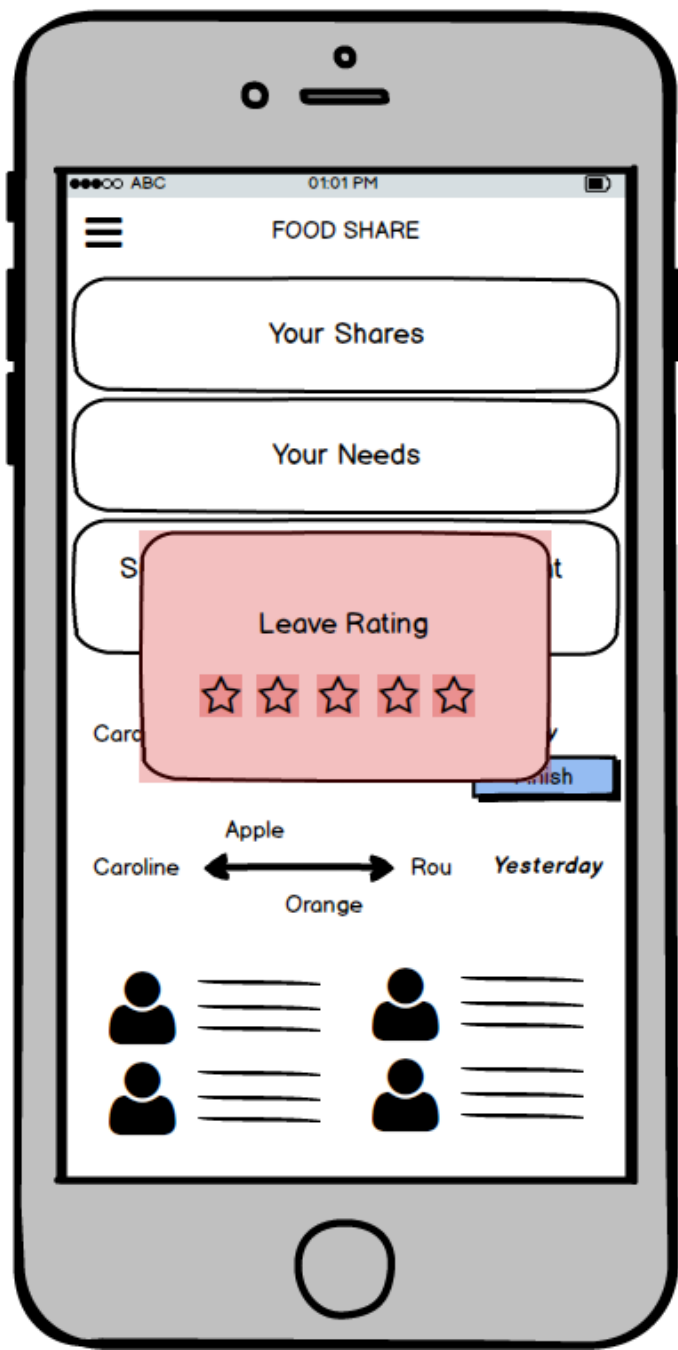 ABC 01:01 PM
FOOD SHARE
Your Shares
Your Needs
Leave Rating
Apple
Caroline Rou Yesterday
Orange